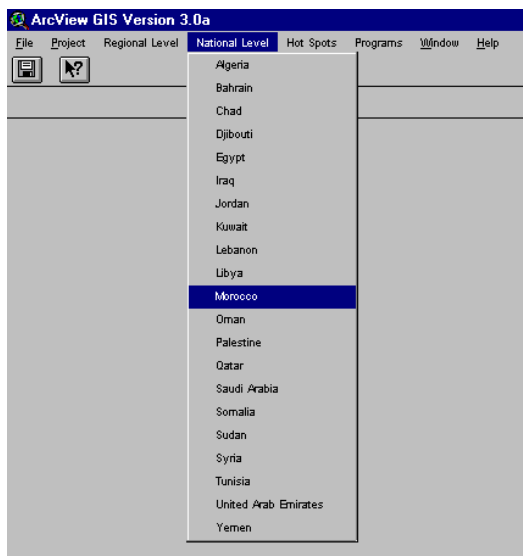 ArcView GIS Version 3.0a
File Project Regional Level National Level Hot Spots Programs Window Help
Algeria
Bahrain
Chad
Djibouti
Egypt
Iraq
Jordan
Kuwait
Lebanon
Libya
Morocco
Oman
Palestine
Qatar
Saudi Arabia
Somalia
Sudan
Syria
Tunisia
United Arab Emirates
Yemen